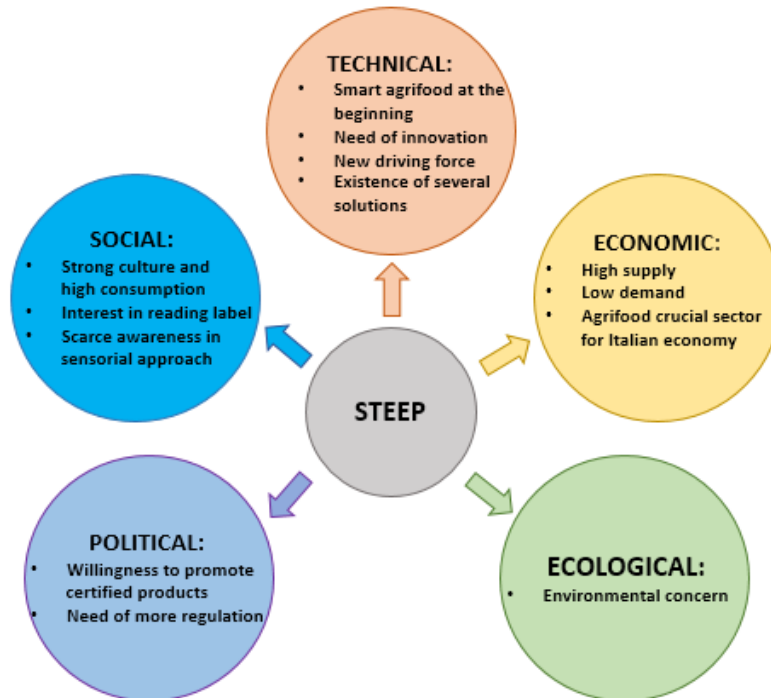 TECHNICAL:
• Smart agrifood at the
beginning
• Need of innovation
• New driving force
• Existence of several
solutions
SOCIAL:
• Strong culture and
high consumption
• Interest in reading label
• Scarce awareness in
sensorial approach
ECONOMIC:
• High supply
• Low demand
• Agrifood crucial sector
for Italian economy
STEEP
POLITICAL:
• Willingness to promote
certified products
• Need of more regulation
ECOLOGICAL:
• Environmental concern